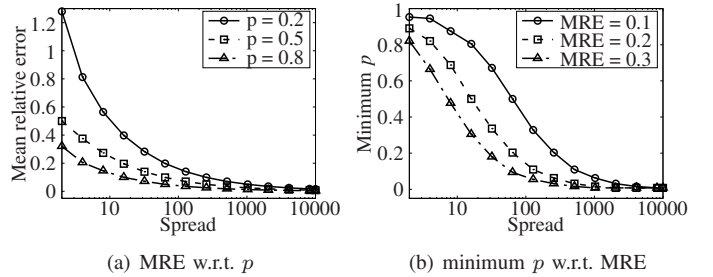 Mean relative error
1.2
1
0.8
0.6
0.4
0.2
0
10
100
1000
10000
Spread
p = 0.2
p = 0.5
p = 0.8
(a) MRE w.r.t. p
Minimum p
1
0.8
0.6
0.4
0.2
0
10
100
1000
10000
Spread
MRE = 0.1
MRE = 0.2
MRE = 0.3
(b) minimum p w.r.t. MRE